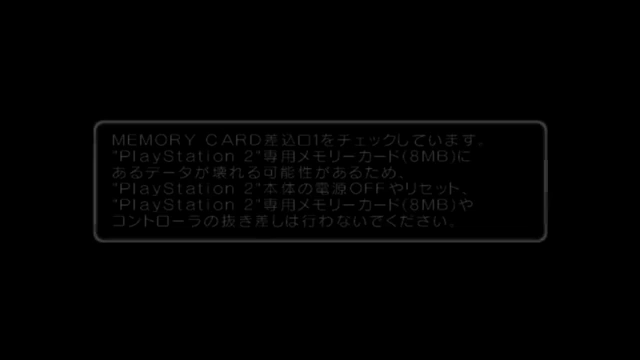 MEMORY CARD差込口1をチェックしています。
"PlayStation 2"専用メモリーカード(8MB)に
あるデータが壊れる可能性があるため、
"PlayStation 2"本体の電源OFFやリセット、
"PlayStation 2"専用メモリーカード(8MB)や
コントローラの抜き差しは行わないでください。